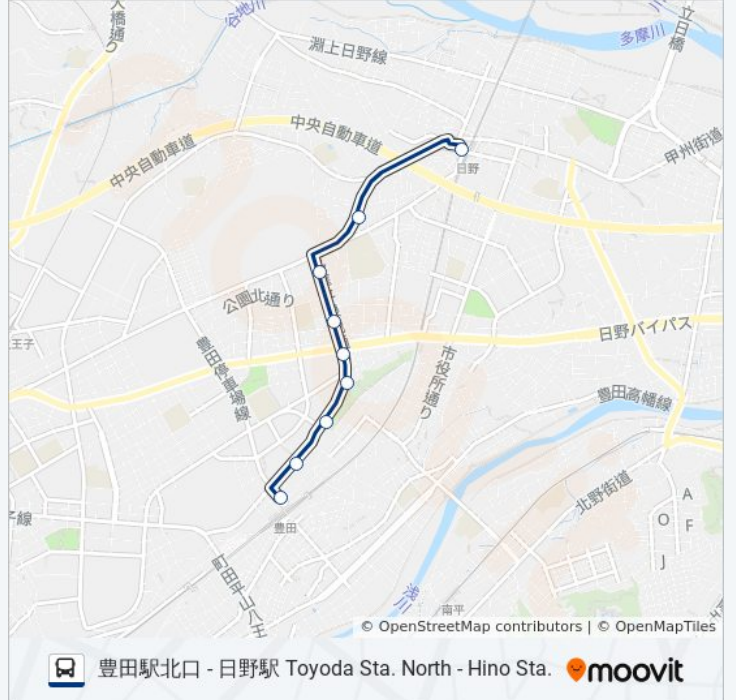 大橋通り
谷地川
立日橋
多摩川
淵上日野線
中央自動車道
甲州街道
中央自動車道
日野
公園北通り
日野バイパス
王子
豊田停車場線
市役所通り
豊田高幡線
北野街道
子線
豊田
町田平山八王
浅川
南平
A
F
O
J
© OpenStreetMap contributors | © OpenMapTiles
豊田駅北口 - 日野駅 Toyoda Sta. North - Hino Sta.
moovit